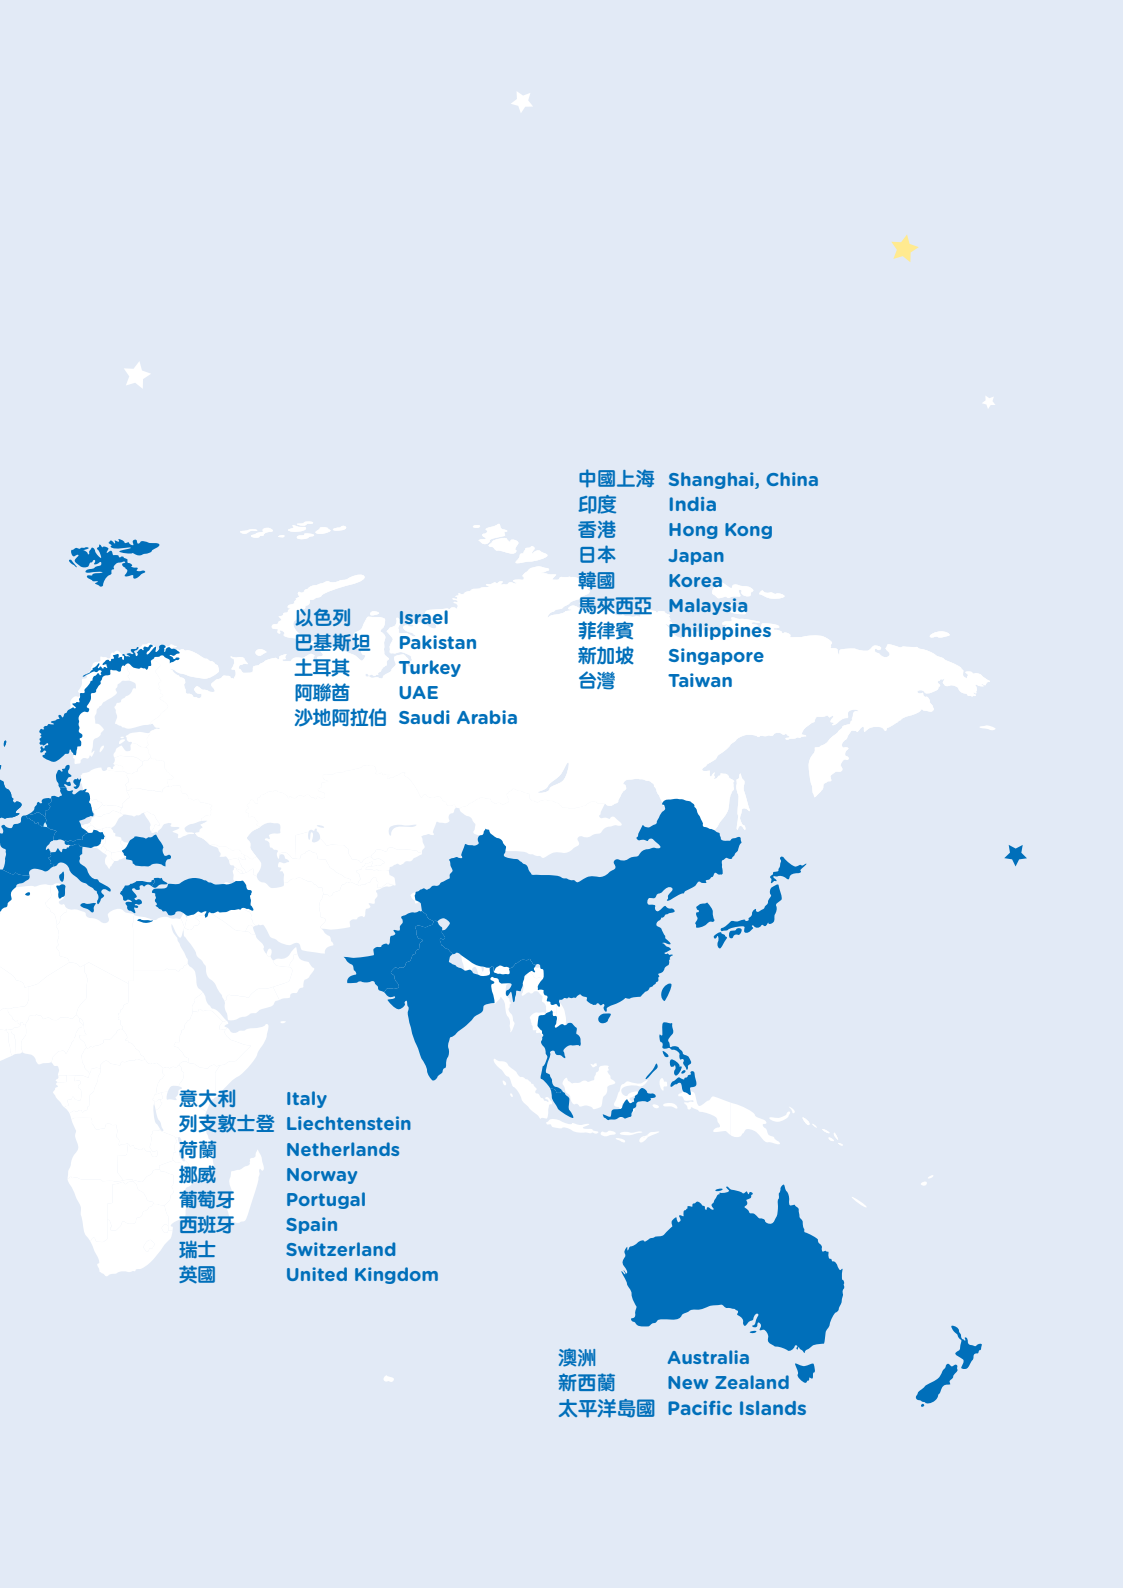 中國上海 Shanghai, China
印度 India
香港 Hong Kong
日本 Japan
韓國 Korea
馬來西亞 Malaysia
菲律賓 Philippines
新加坡 Singapore
台灣 Taiwan
以色列 Israel
巴基斯坦 Pakistan
土耳其 Turkey
阿聯酋 UAE
沙地阿拉伯 Saudi Arabia
意大利 Italy
列支敦士登 Liechtenstein
荷蘭 Netherlands
挪威 Norway
葡萄牙 Portugal
西班牙 Spain
瑞士 Switzerland
英國 United Kingdom
澳洲 Australia
新西蘭 New Zealand
太平洋島國 Pacific Islands